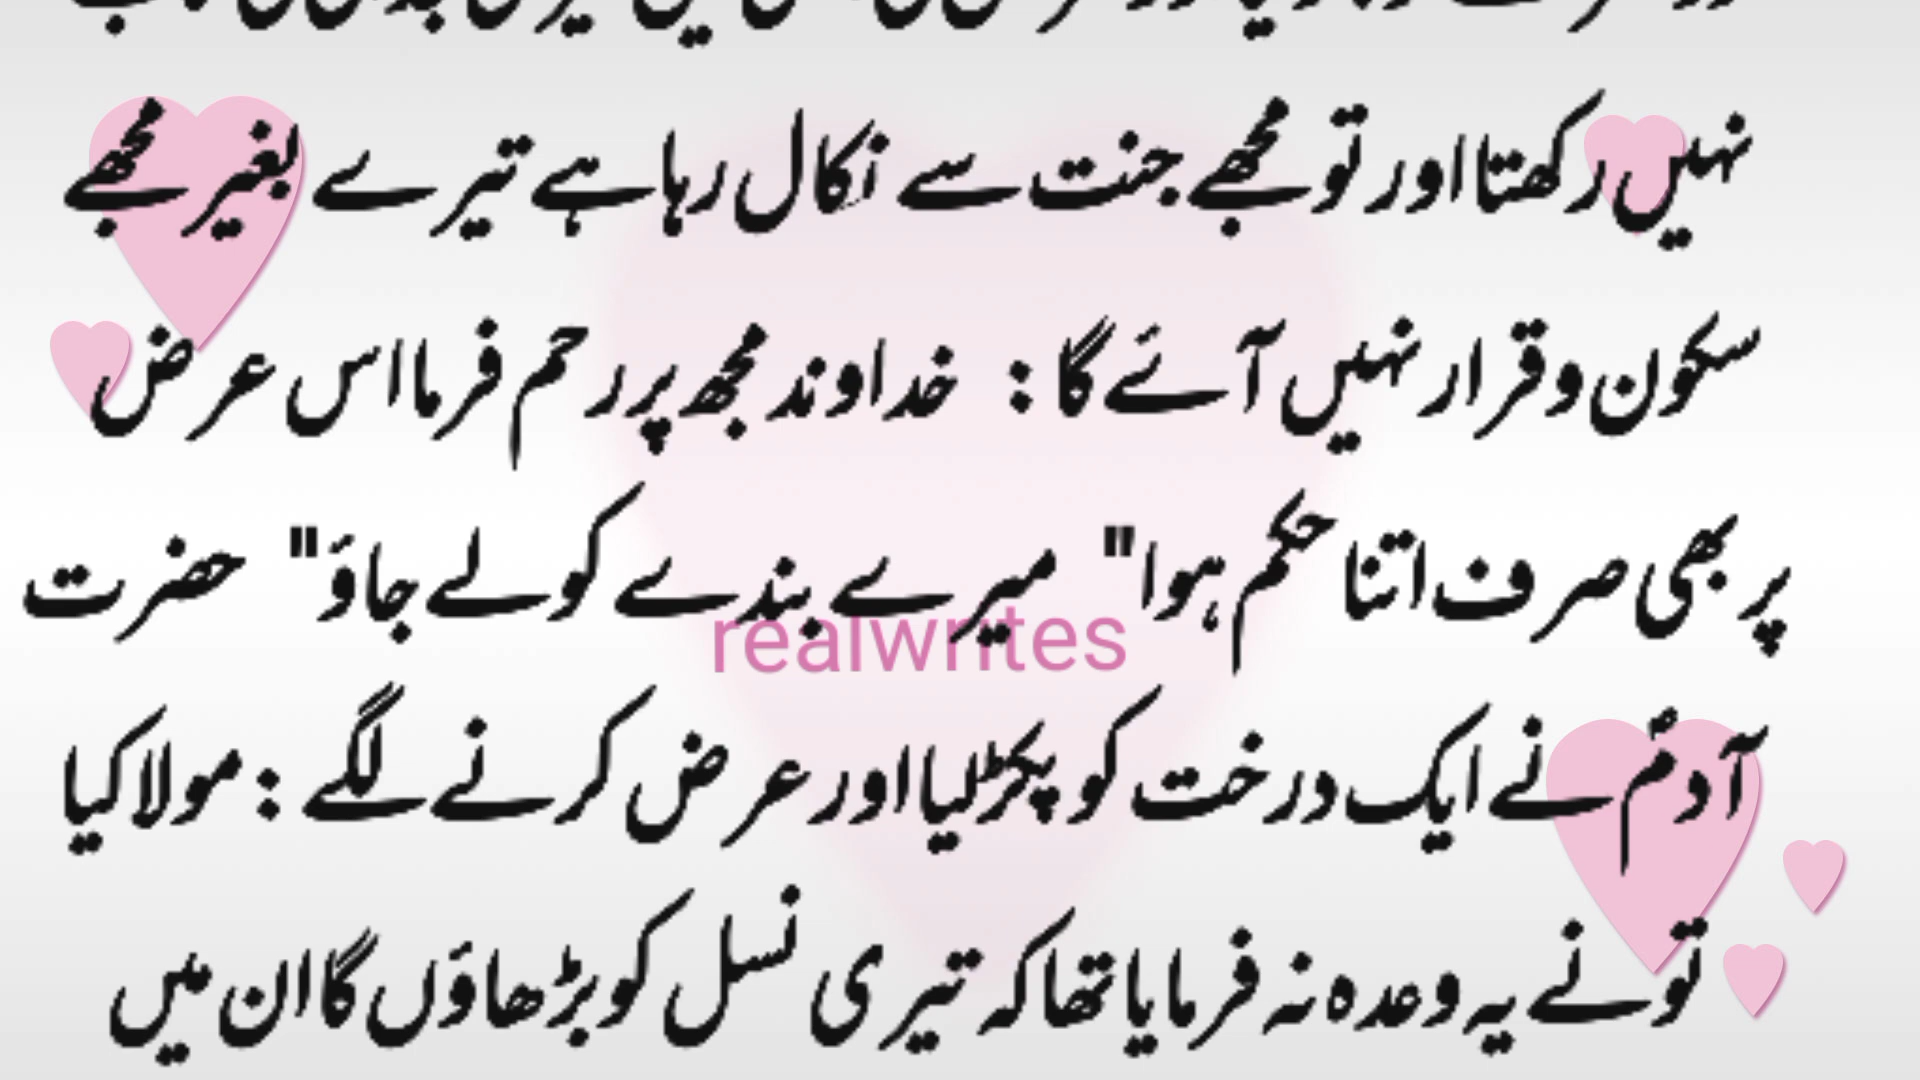 نہیں رکھتا اور تو مجھے جنت سے نکال رہا ہے تیرے بغیر مجھے
سکون و قرار نہیں آئے گا : خداوند مجھ پر رحم فرما اس عرض
پر بھی صرف اتنا حکم ہوا " میرے بندے کو لے جاؤ " حضرت
realwrites
آدمؑ نے ایک درخت کو پکڑ لیا اور عرض کرنے لگے : مولا کیا
تو نے یہ وعدہ نہ فرمایا تھا کہ تیری نسل کو بڑھاؤں گا ان میں